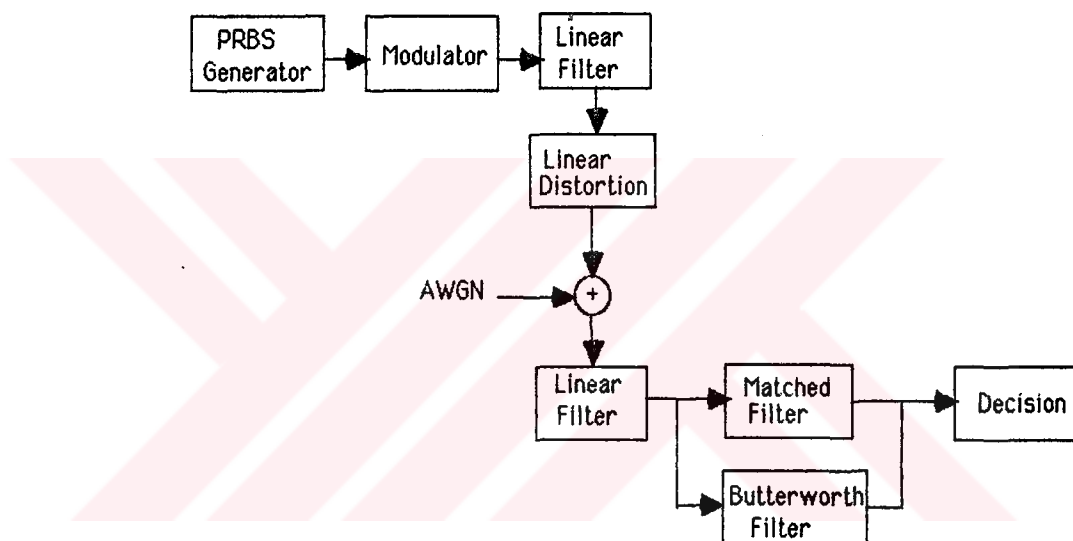 PRBS
Generator
Modulator
Linear
Filter
Linear
Distortion
AWGN
+
Linear
Filter
Matched
Filter
Decision
Butterworth
Filter